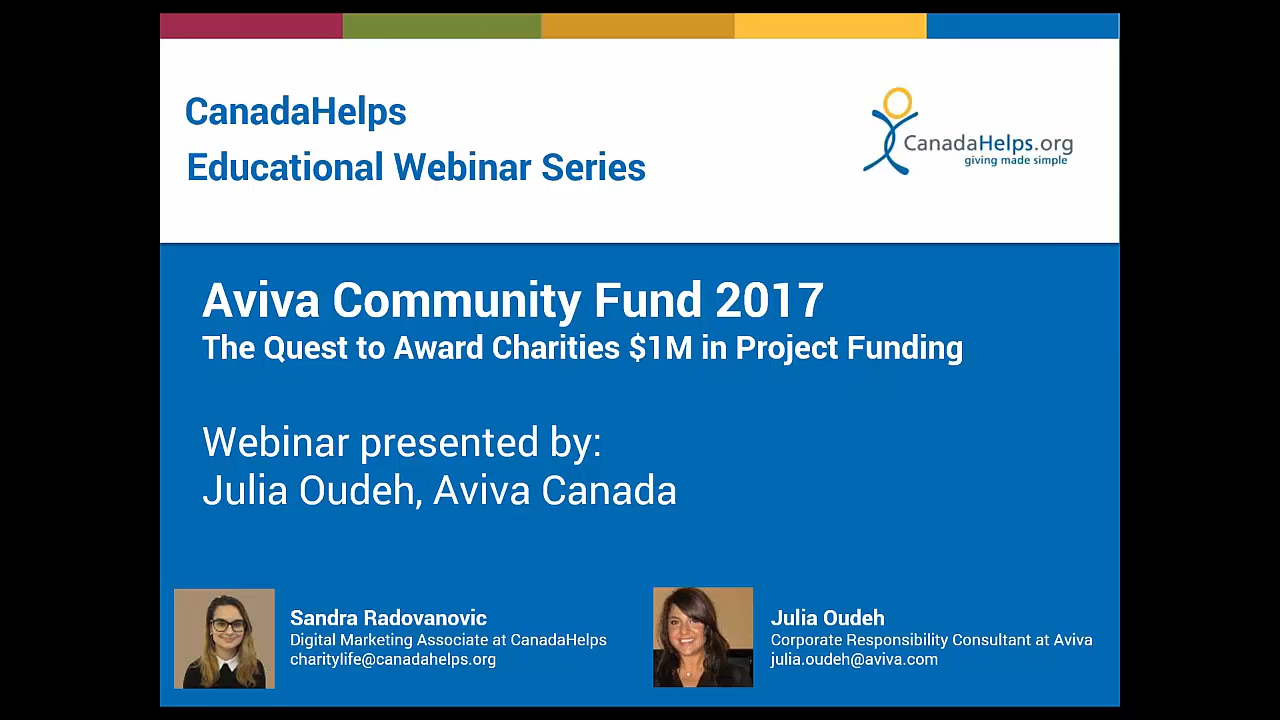 CanadaHelps
Educational Webinar Series
CanadaHelps.org
giving made simple
Aviva Community Fund 2017
The Quest to Award Charities $1M in Project Funding
Webinar presented by:
Julia Oudeh, Aviva Canada
Sandra Radovanovic
Digital Marketing Associate at CanadaHelps
charitylife@canadahelps.org
Julia Oudeh
Corporate Responsibility Consultant at Aviva
julia.oudeh@aviva.com